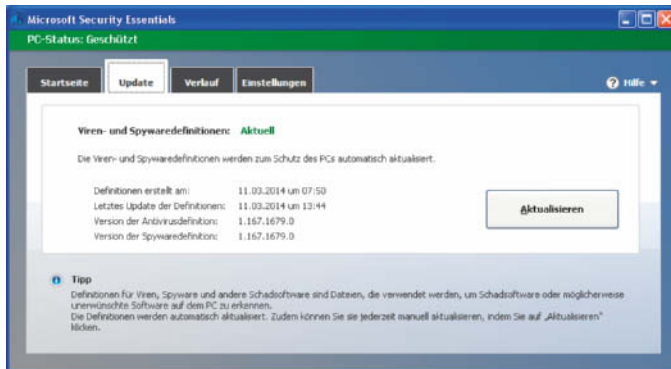 Microsoft Security Essentials
PC-Status: Geschützt
Startseite Update Verlauf Einstellungen Hilfe
Viren- und Spywaredefinitionen: Aktuell
Die Viren- und Spywaredefinitionen werden zum Schutz des PCs automatisch aktualisiert.
Definitionen erstellt am: 11.03.2014 um 07:50
Letztes Update der Definitionen: 11.03.2014 um 13:44
Version der Antivirusdefinition: 1.167.1679.0
Version der Spywaredefinition: 1.167.1679.0
Aktualisieren
Tipp
Definitionen für Viren, Spyware und andere Schadsoftware sind Dateien, die verwendet werden, um Schadsoftware oder möglicherweise
unerwünschte Software auf dem PC zu erkennen.
Die Definitionen werden automatisch aktualisiert. Zudem können Sie sie jederzeit manuell aktualisieren, indem Sie auf „Aktualisieren"
klicken.